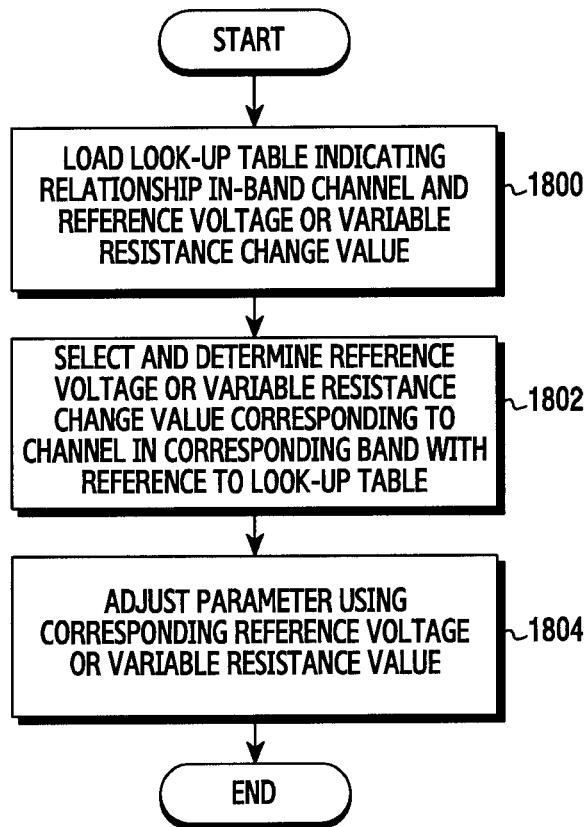 START
LOAD LOOK-UP TABLE INDICATING
RELATIONSHIP IN-BAND CHANNEL AND
REFERENCE VOLTAGE OR VARIABLE
RESISTANCE CHANGE VALUE
1800
SELECT AND DETERMINE REFERENCE
VOLTAGE OR VARIABLE RESISTANCE
CHANGE VALUE CORRESPONDING TO
CHANNEL IN CORRESPONDING BAND WITH
REFERENCE TO LOOK-UP TABLE
1802
ADJUST PARAMETER USING
CORRESPONDING REFERENCE VOLTAGE
OR VARIABLE RESISTANCE VALUE
1804
END